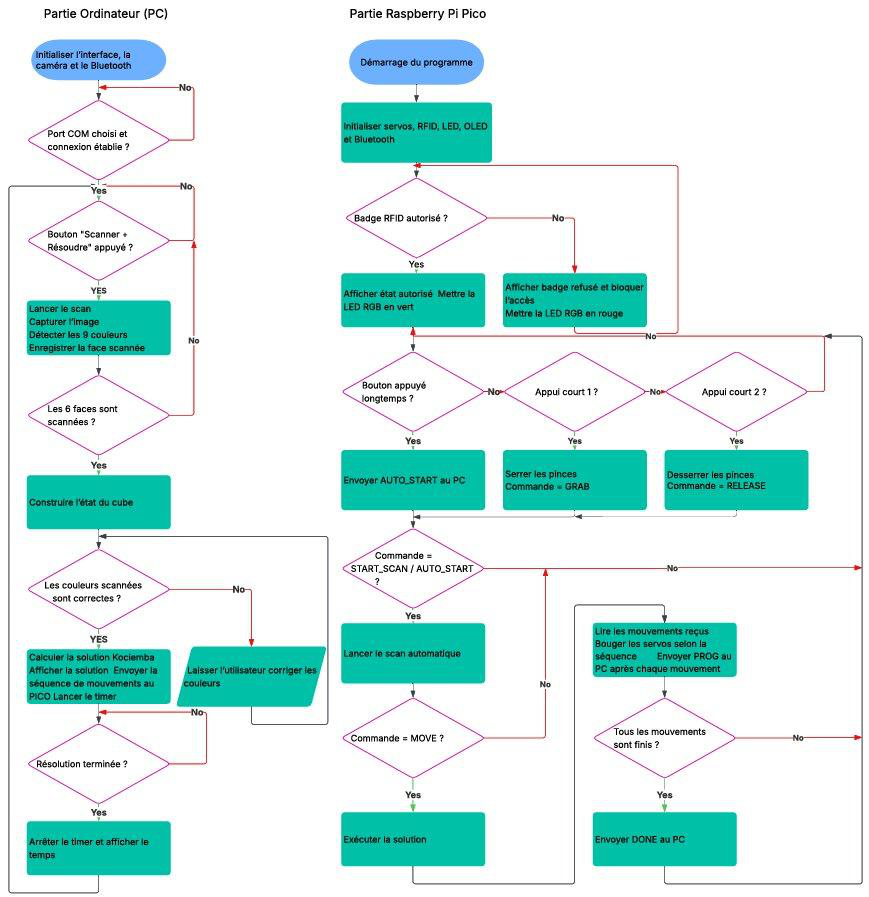 Partie Ordinateur (PC)
Initialiser l'interface, la
caméra et le Bluetooth
No
Port COM choisi et
connexion établie ?
Yes
No
Bouton "Scanner +
Résoudre" appuyé ?
YES
Lancer le scan
Capturer l'image
Détecter les 9 couleurs
Enregistrer la face scannée
No
Les 6 faces sont
scannées ?
Yes
Construire l'état du cube
Les couleurs scannées
sont correctes ?
No
YES
Calculer la solution Kociemba
Afficher la solution Envoyer la
séquence de mouvements au
PICO Lancer le timer
Laisser l'utilisateur corriger les
couleurs
No
Résolution terminée ?
Yes
Arrêter le timer et afficher le
temps
Partie Raspberry Pi Pico
Démarrage du programme
Initialiser servos, RFID, LED, OLED
et Bluetooth
Badge RFID autorisé ?
No
Yes
Afficher état autorisé Mettre la
LED RGB en vert
Afficher badge refusé et bloquer
l'accès
Mettre la LED RGB en rouge
No
Bouton appuyé
longtemps ?
No
Appui court 1 ?
No
Appui court 2 ?
Yes
Yes
Yes
Envoyer AUTO_START au PC
Serrer les pinces
Commande = GRAB
Desserrer les pinces
Commande = RELEASE
Commande =
START_SCAN / AUTO_START
?
No
Yes
Lancer le scan automatique
No
Commande = MOVE ?
Yes
Exécuter la solution
Lire les mouvements reçus
Bouger les servos selon la
séquence Envoyer PROG au
PC après chaque mouvement
Tous les mouvements
sont finis ?
No
Yes
Envoyer DONE au PC